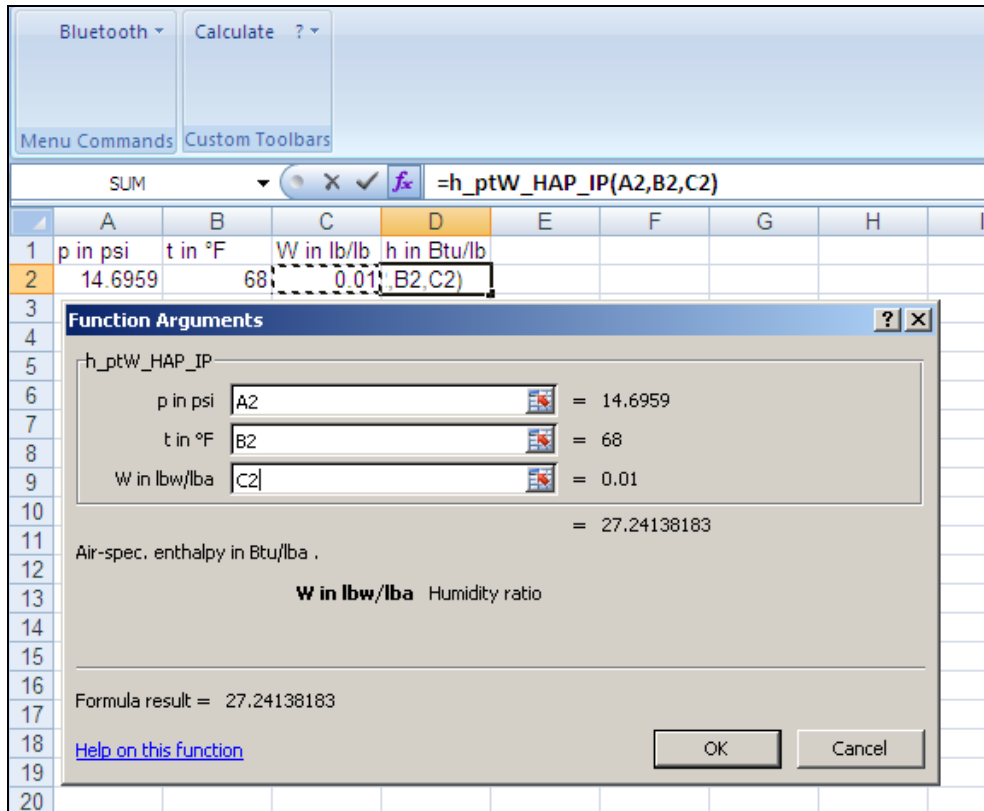 Bluetooth Calculate ?
Menu Commands Custom Toolbars
SUM fx =h_ptW_HAP_IP(A2,B2,C2)
A B C D E F G H I
1 p in psi t in °F W in lb/lb h in Btu/lb
2 14.6959 68 0.01 ,B2,C2)
3
Function Arguments ? X
4
5 h_ptW_HAP_IP
6 p in psi A2 = 14.6959
7
8 t in °F B2 = 68
9 W in lbw/lba C2 = 0.01
10
= 27.24138183
11
Air-spec. enthalpy in Btu/lba .
12
13 W in lbw/lba Humidity ratio
14
15
16
Formula result = 27.24138183
17
18 Help on this function OK Cancel
19
20